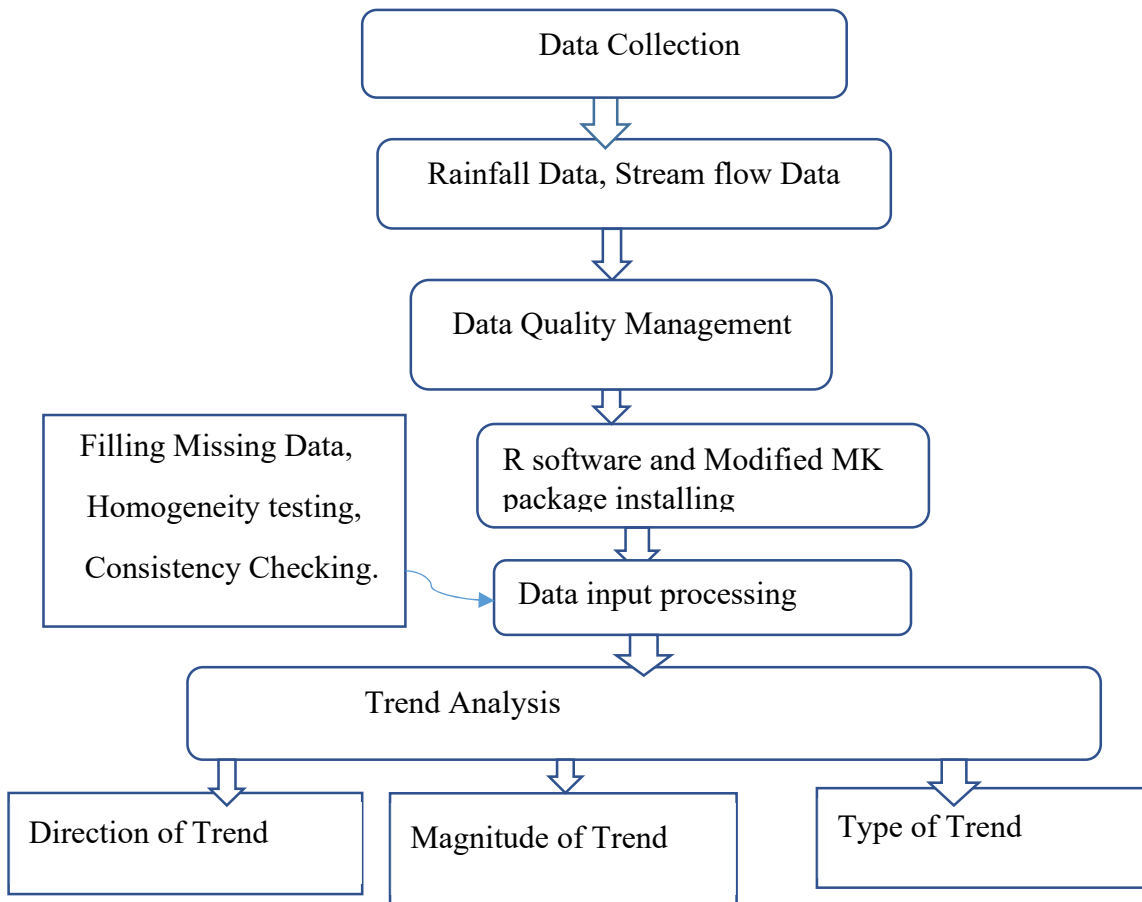 Data Collection
Rainfall Data, Stream flow Data
Data Quality Management
Filling Missing Data,
Homogeneity testing,
Consistency Checking.
R software and Modified MK
package installing
Data input processing
Trend Analysis
Direction of Trend
Magnitude of Trend
Type of Trend